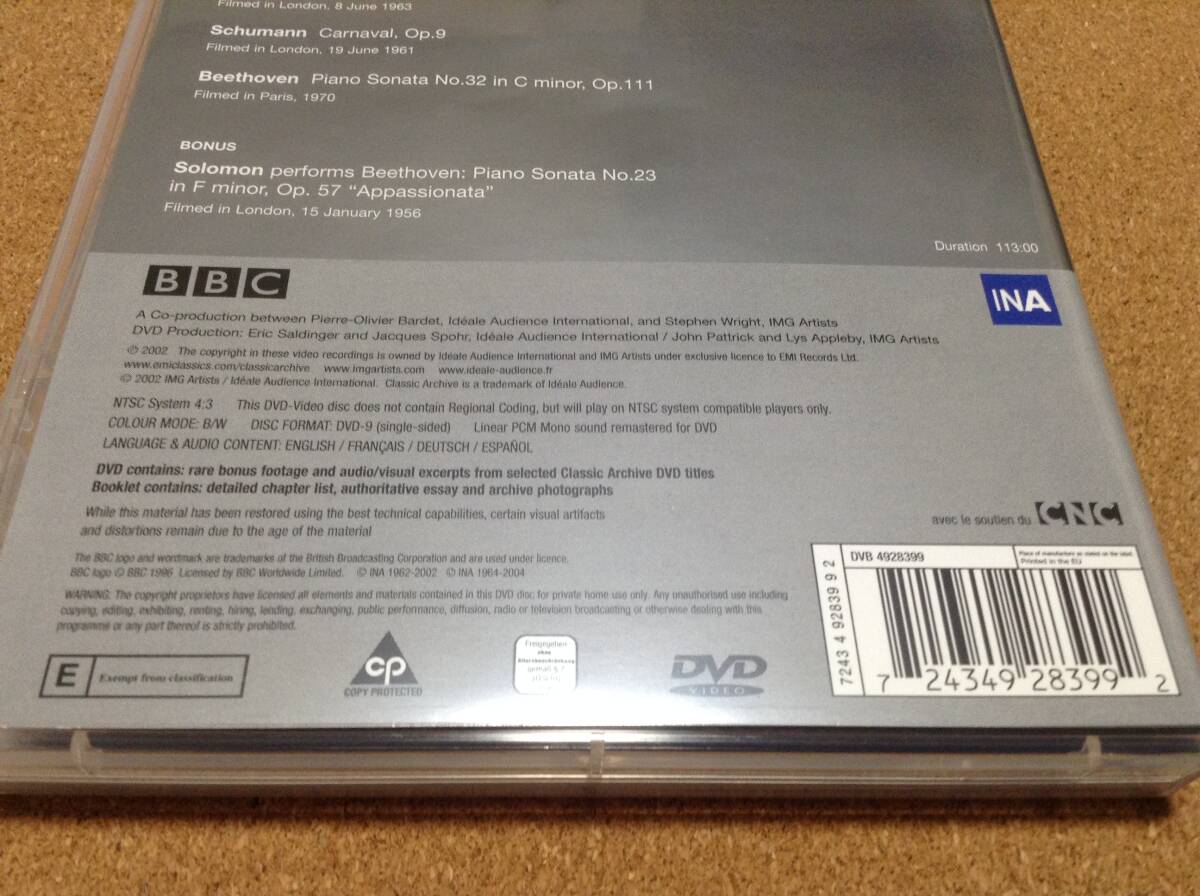 Filmed in London, 8 June 1963
Schumann Carnaval, Op.9
Filmed in London, 19 June 1961
Beethoven Piano Sonata No.32 in C minor, Op.111
Filmed in Paris, 1970
BONUS
Solomon performs Beethoven: Piano Sonata No.23
in F minor, Op. 57 “Appassionata”
Filmed in London, 15 January 1956
Duration 113:00
BBC
INA
A Co-production between Pierre-Olivier Bardet, Idéale Audience International, and Stephen Wright, IMG Artists
DVD Production: Eric Saldinger and Jacques Spohr, Idéale Audience International / John Pattrick and Lys Appleby, IMG Artists
℗ 2002 The copyright in these video recordings is owned by Idéale Audience International and IMG Artists under exclusive licence to EMI Records Ltd.
www.emiclassics.com/classicarchive www.imgartists.com www.ideale-audience.fr
© 2002 IMG Artists / Idéale Audience International. Classic Archive is a trademark of Idéale Audience.
NTSC System 4:3 This DVD-Video disc does not contain Regional Coding, but will play on NTSC system compatible players only.
COLOUR MODE: B/W DISC FORMAT: DVD-9 (single-sided) Linear PCM Mono sound remastered for DVD
LANGUAGE & AUDIO CONTENT: ENGLISH / FRANÇAIS / DEUTSCH / ESPAÑOL
DVD contains: rare bonus footage and audio/visual excerpts from selected Classic Archive DVD titles
Booklet contains: detailed chapter list, authoritative essay and archive photographs
While this material has been restored using the best technical capabilities, certain visual artifacts
and distortions remain due to the age of the material
avec le soutien du CNC
The BBC logo and wordmark are trademarks of the British Broadcasting Corporation and are used under licence.
BBC logo © BBC 1996 Licensed by BBC Worldwide Limited. © INA 1962-2002 © INA 1964-2004
WARNING: The copyright proprietors have licensed all elements and materials contained in this DVD disc for private home use only. Any unauthorised use including
copying, editing, exhibiting, renting, hiring, lending, exchanging, public performance, diffusion, radio or television broadcasting or otherwise dealing with this
programme or any part thereof is strictly prohibited.
E Exempt from classification
cp
COPY PROTECTED
Freigegeben
ohne
Altersbeschränkung
gemäß § 7
DVD
VIDEO
DVB 4928399
Place of manufacture as stated on the label.
Printed in the EU
7243 4 92839 9 2
7 24349 28399 2